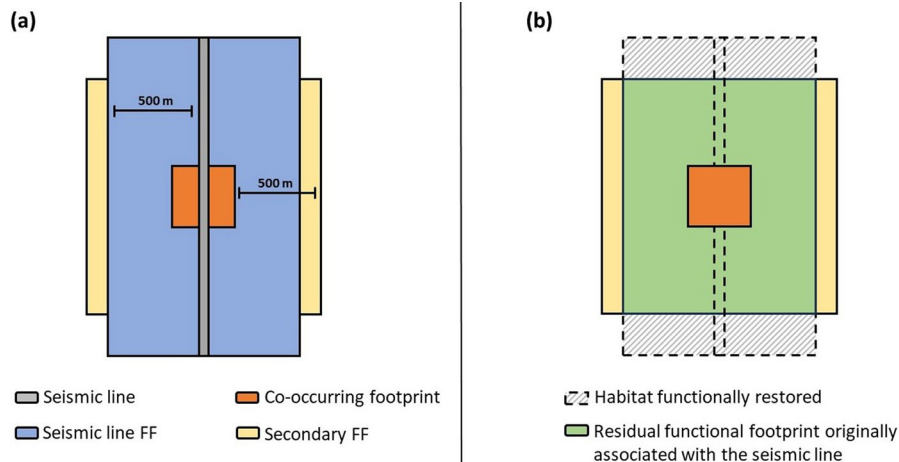 (a)
500 m
500 m
Seismic line
Co-occurring footprint
Seismic line FF
Secondary FF
(b)
Habitat functionally restored
Residual functional footprint originally
associated with the seismic line